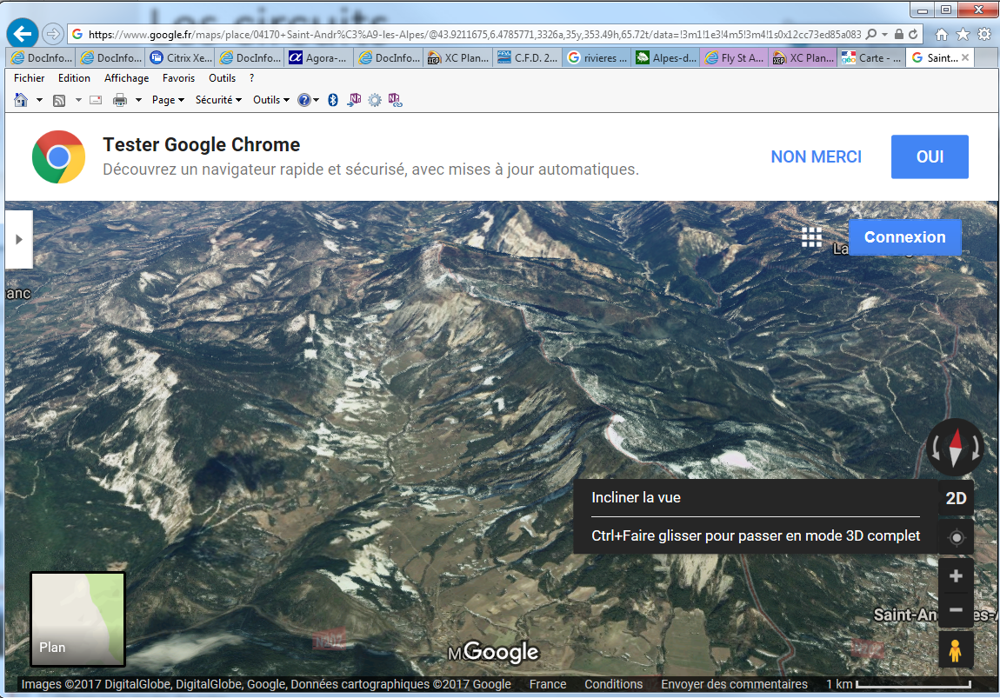 Les circuits
https://www.google.fr/maps/place/04170+Saint-Andr%C3%A9-les-Alpes/@43.9211675,6.4785771,3326a,35y,353.49h,65.72t/data=!3m1!1e3!4m5!3m4!1s0x12cc73ed85a083
DocInfo... DocInfo... Citrix Xe... DocInfo... Agora-... DocInfo... XC Plan... C.F.D. 2... rivieres ... Alpes-d... Fly St A... XC Plan... Carte - ... Saint...
Fichier Edition Affichage Favoris Outils ?
Page Sécurité Outils
Tester Google Chrome
Découvrez un navigateur rapide et sécurisé, avec mises à jour automatiques.
NON MERCI
OUI
Connexion
La
anc
Incliner la vue
2D
Ctrl+Faire glisser pour passer en mode 3D complet
Saint-An es-A
Plan
Google
Images ©2017 DigitalGlobe, DigitalGlobe, Google, Données cartographiques ©2017 Google France Conditions Envoyer des commentaires 1 km